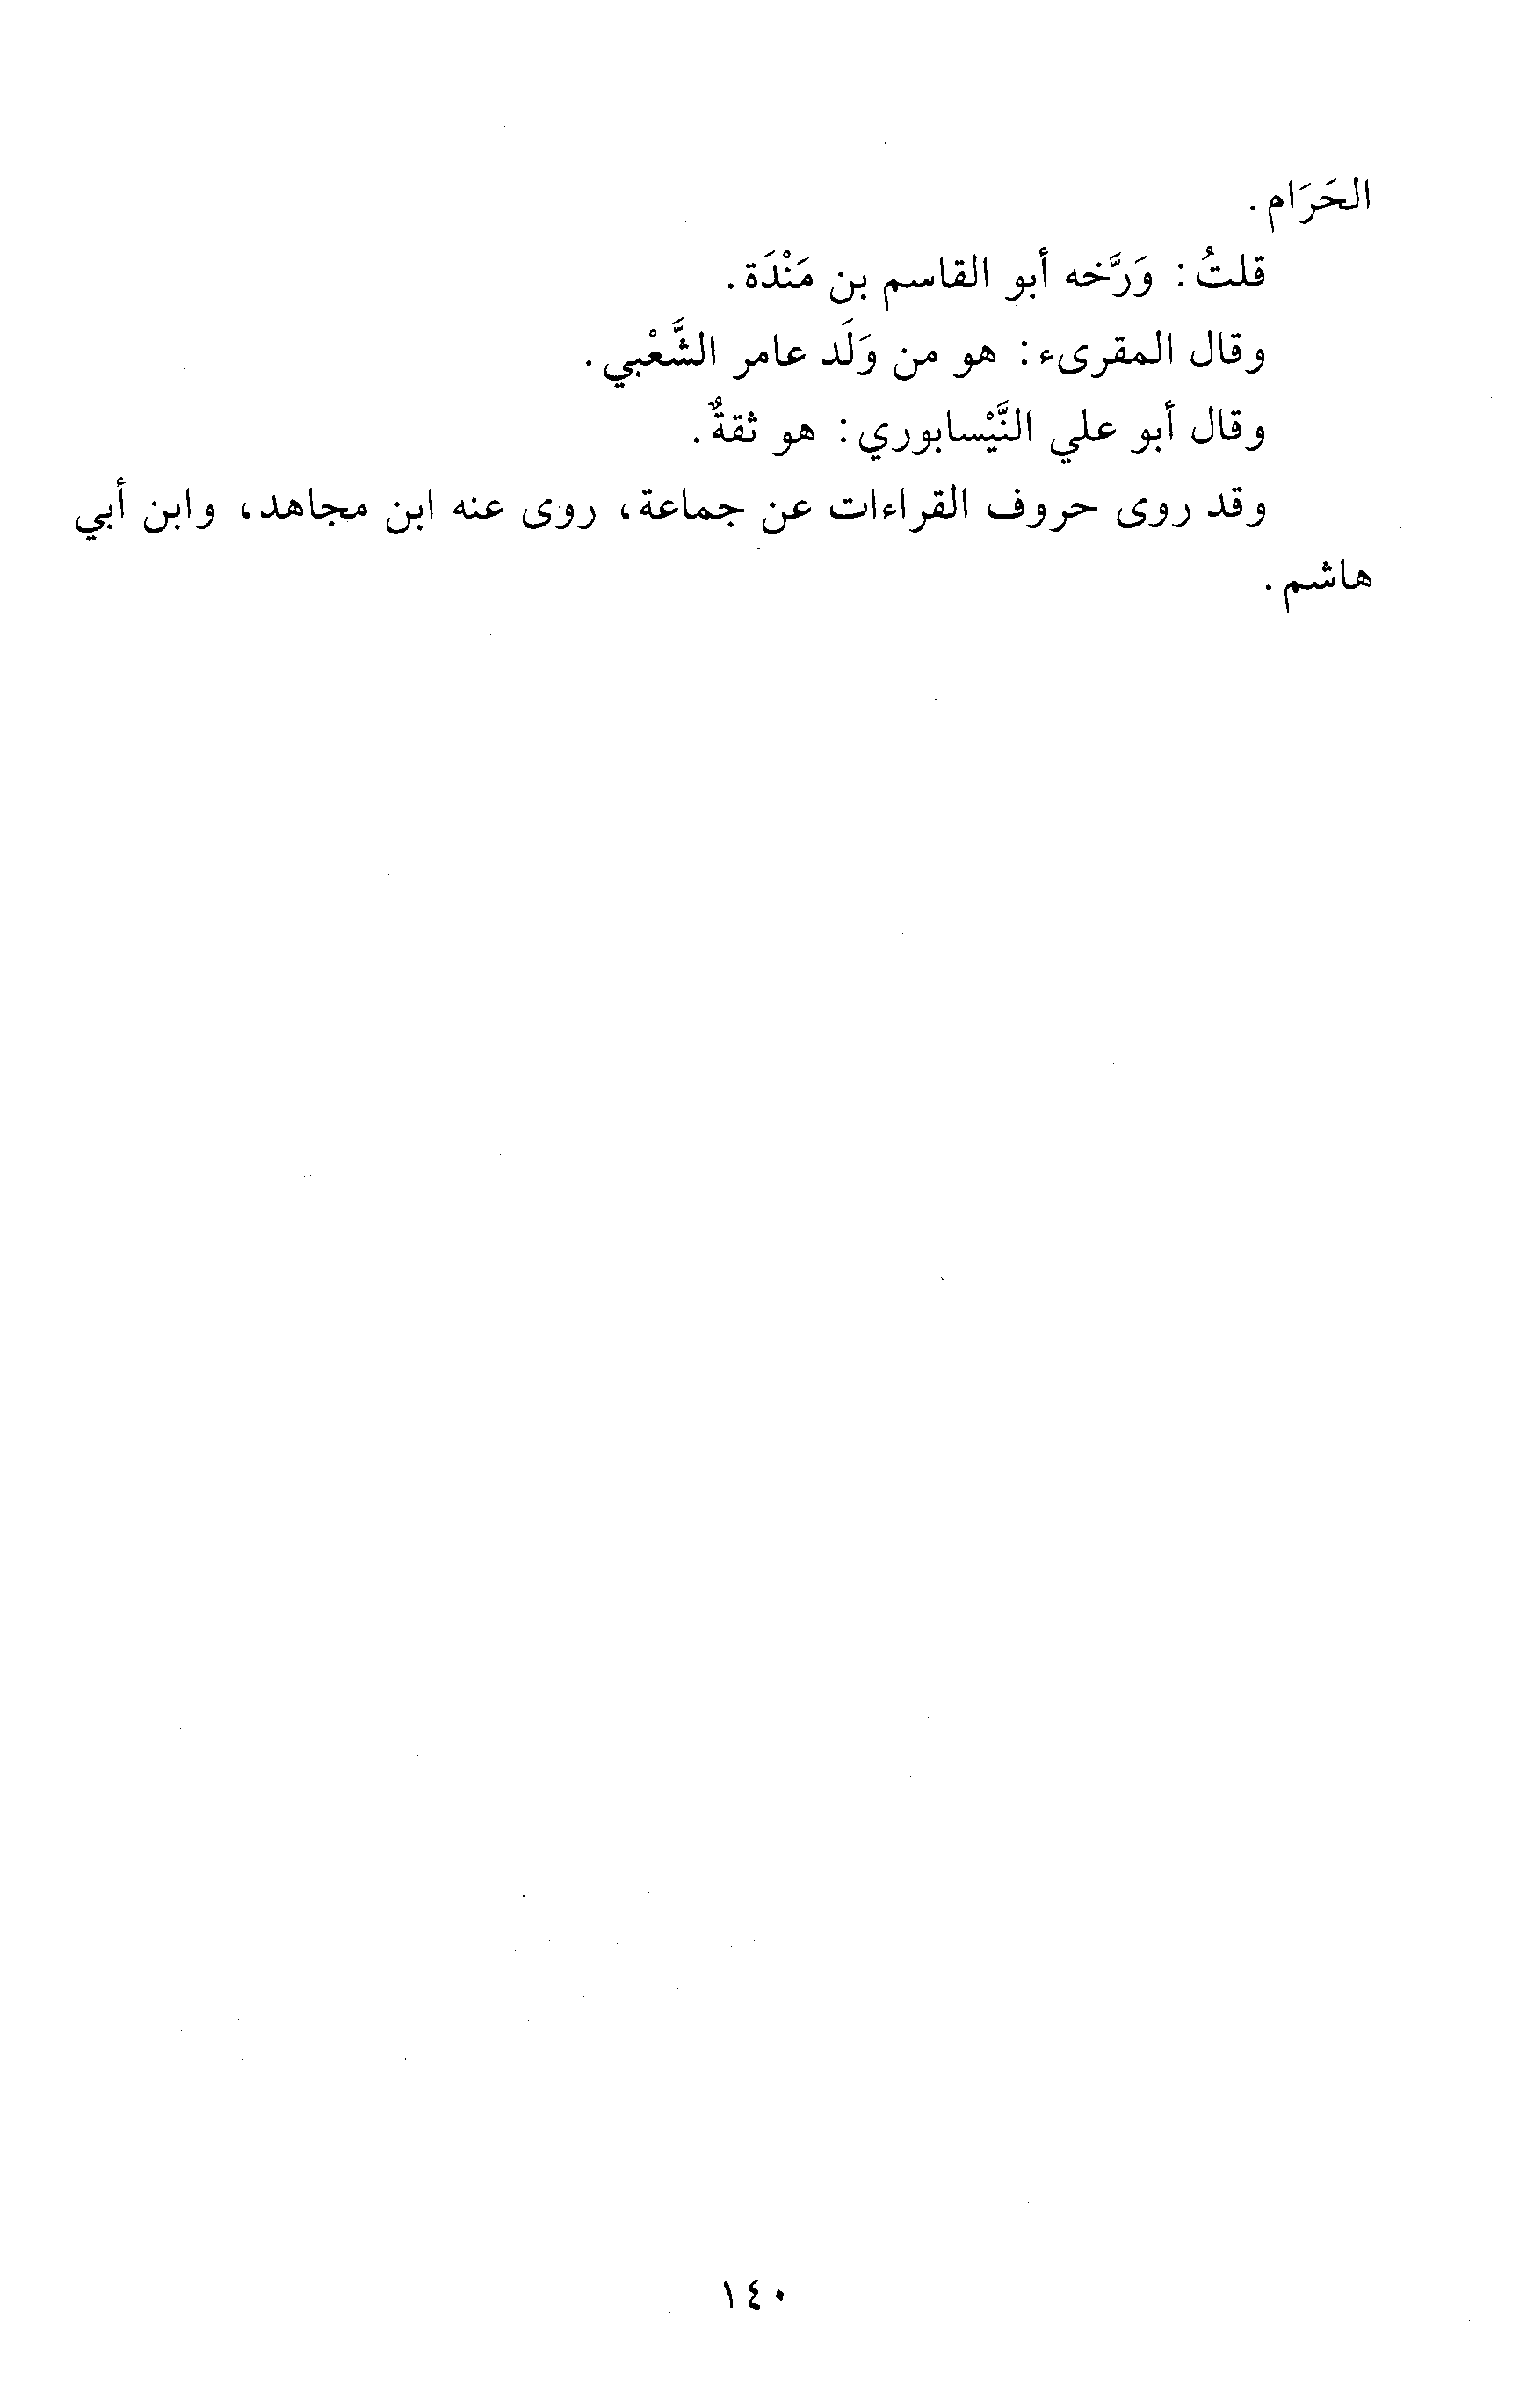 الحَرَام.
قلتُ: وَرَّخه أبو القاسم بن مَنْدَة.
وقال المقرىء: هو من وَلَد عامر الشَّعْبي.
وقال أبو علي النَّيْسابوري: هو ثقةٌ.
وقد روى حروف القراءات عن جماعة، روى عنه ابن مجاهد، وابن أبي
هاشم.
١٤٠